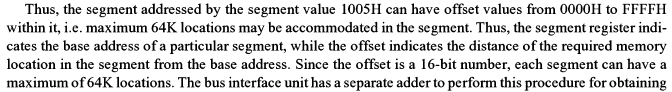 Thus, the segment addressed by the segment value 1005H can have offset values from 0000H to FFFFH
within it, i.e. maximum 64K locations may be accommodated in the segment. Thus, the segment register indi-
cates the base address of a particular segment, while the offset indicates the distance of the required memory
location in the segment from the base address. Since the offset is a 16-bit number, each segment can have a
maximum of 64K locations. The bus interface unit has a separate adder to perform this procedure for obtaining